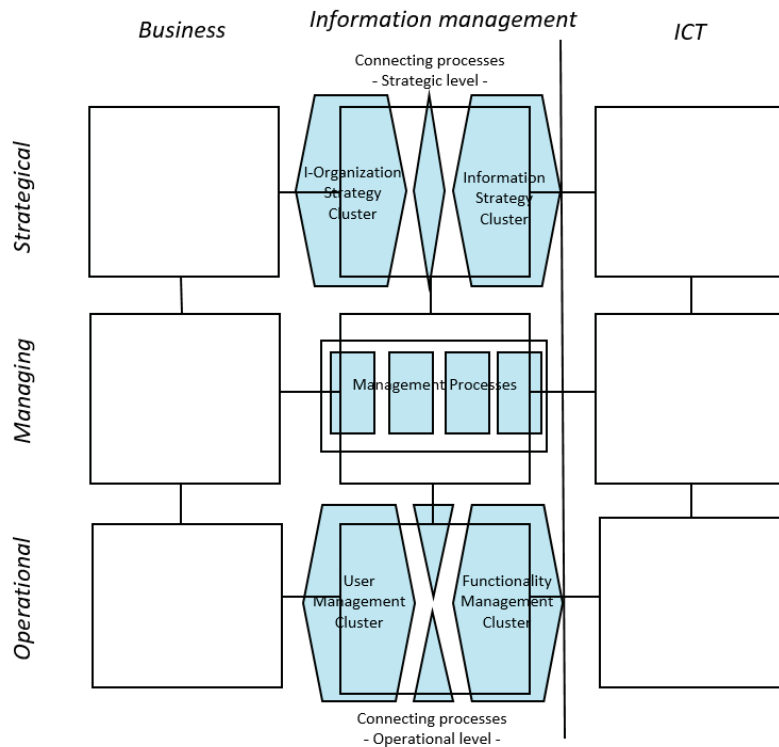 Business
Information management
ICT
Connecting processes
- Strategic level -
Strategical
I-Organization
Strategy
Cluster
Information
Strategy
Cluster
Managing
Management Processes
Operational
User
Management
Cluster
Functionality
Management
Cluster
Connecting processes
- Operational level -